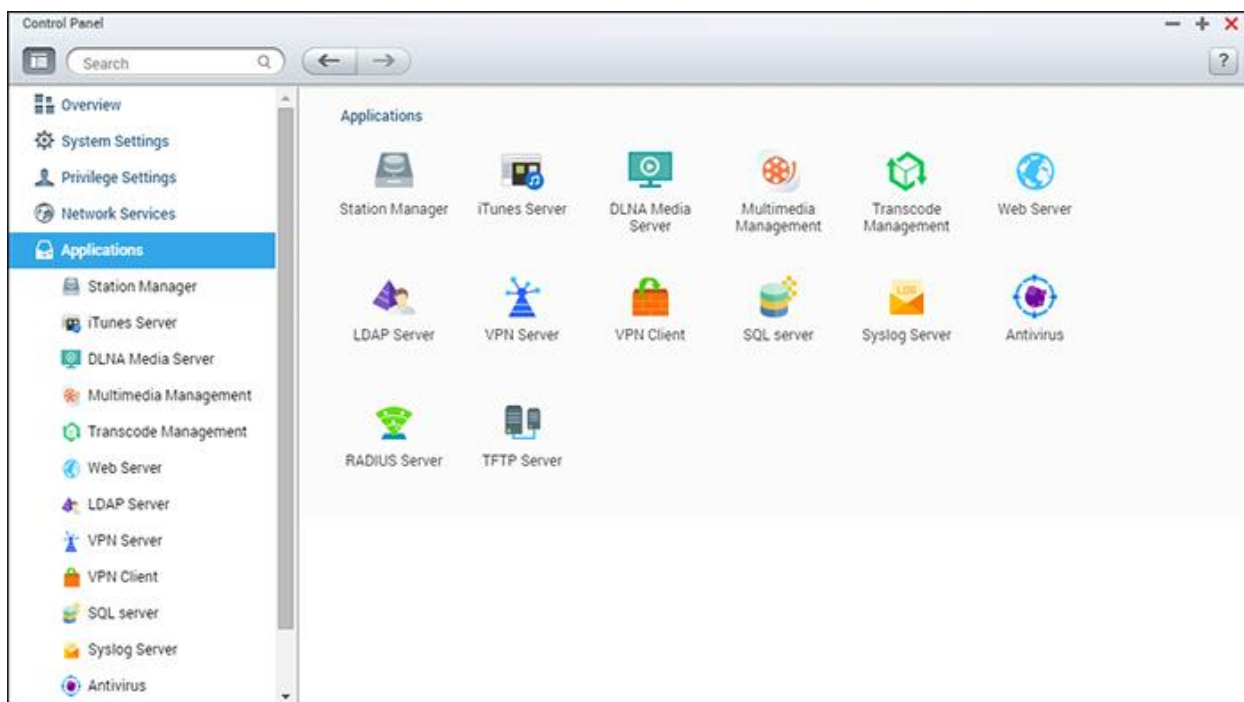 Control Panel
Search
?
Overview
System Settings
Privilege Settings
Network Services
Applications
Station Manager
iTunes Server
DLNA Media Server
Multimedia Management
Transcode Management
Web Server
LDAP Server
VPN Server
VPN Client
SQL server
Syslog Server
Antivirus
Applications
Station Manager
iTunes Server
DLNA Media
Server
Multimedia
Management
Transcode
Management
Web Server
LDAP Server
VPN Server
VPN Client
SQL server
LOG
Syslog Server
Antivirus
RADIUS Server
TFTP Server